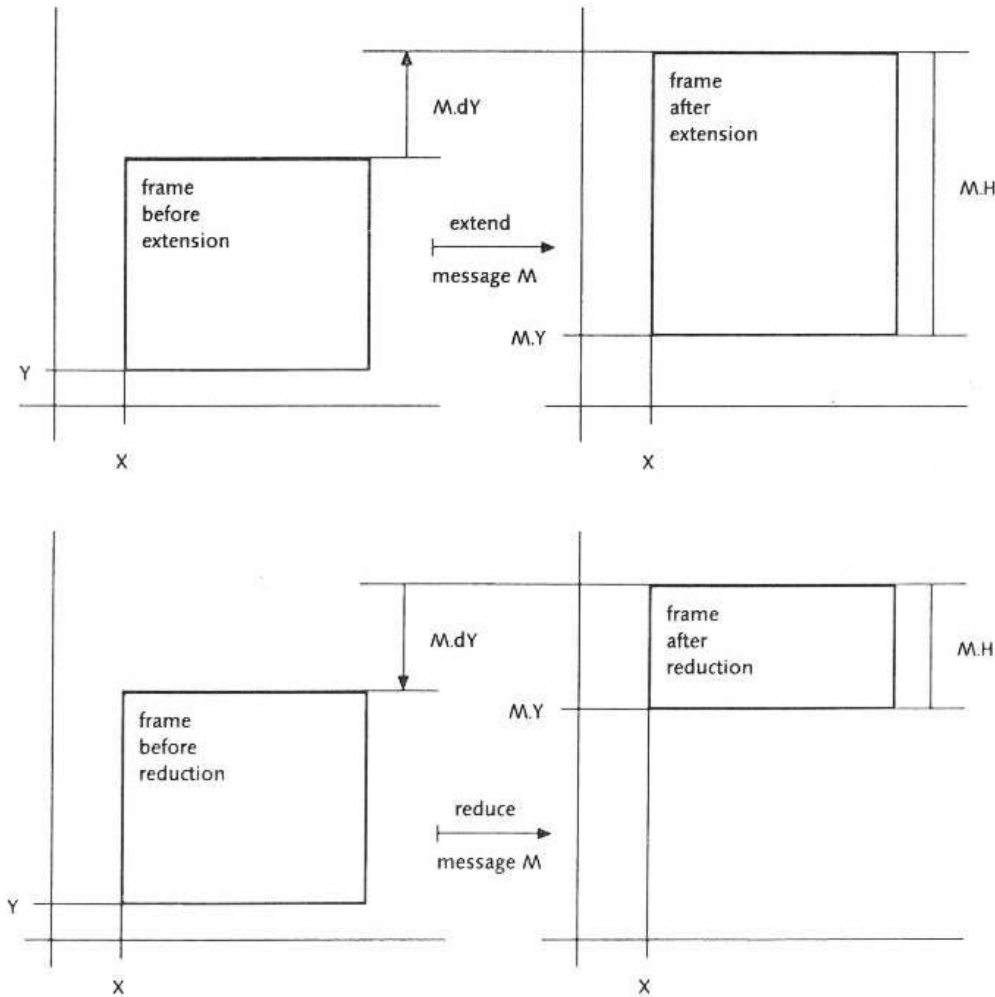 M.dY
frame
before
extension
Y
X
extend
message M
frame
after
extension
M.H
M.Y
X
M.dY
frame
before
reduction
Y
X
reduce
message M
frame
after
reduction
M.H
M.Y
X